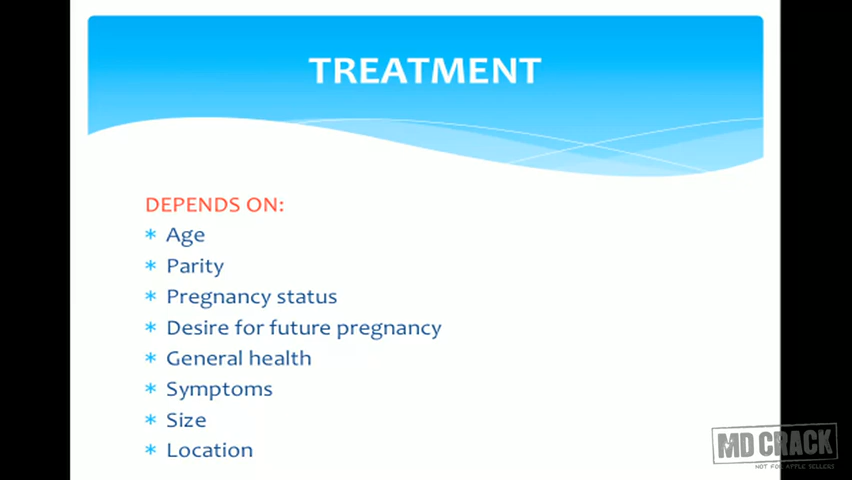 TREATMENT
DEPENDS ON:
* Age
* Parity
* Pregnancy status
* Desire for future pregnancy
* General health
* Symptoms
* Size
* Location
MD CRACK
NOT FOR APPLE SELLERS